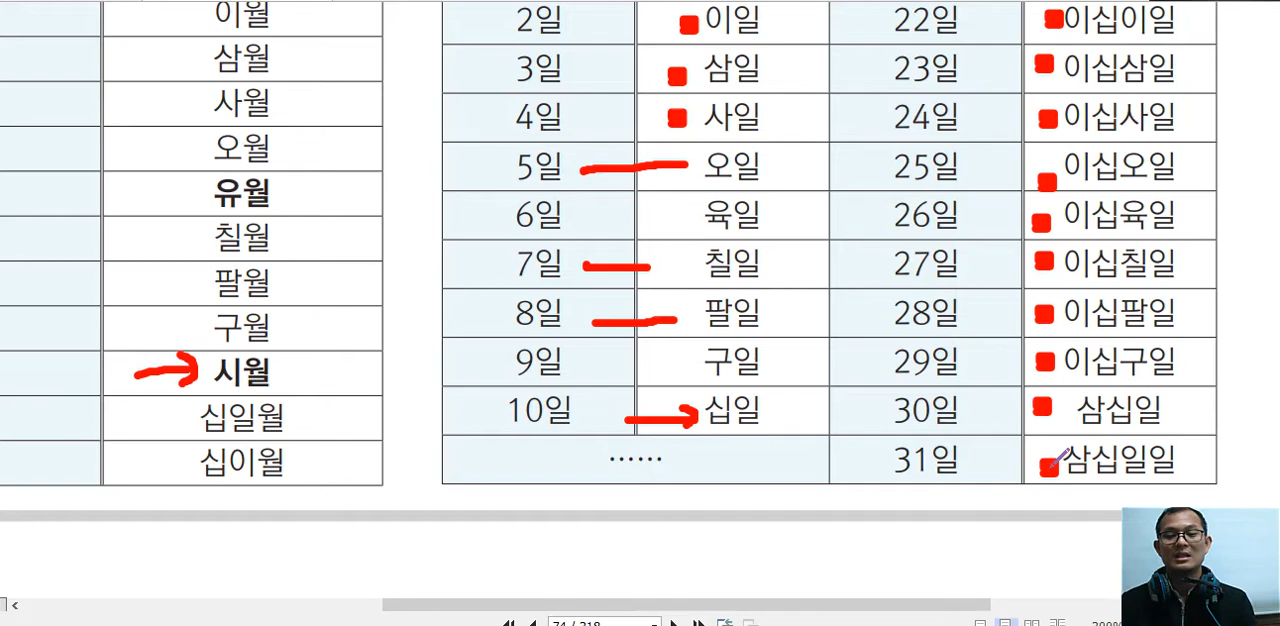 이월
삼월
사월
오월
유월
칠월
팔월
구월
시월
십일월
십이월
2일 이일 22일 이십이일
3일 삼일 23일 이십삼일
4일 사일 24일 이십사일
5일 오일 25일 이십오일
6일 육일 26일 이십육일
7일 칠일 27일 이십칠일
8일 팔일 28일 이십팔일
9일 구일 29일 이십구일
10일 십일 30일 삼십일
…… 31일 삼십일일